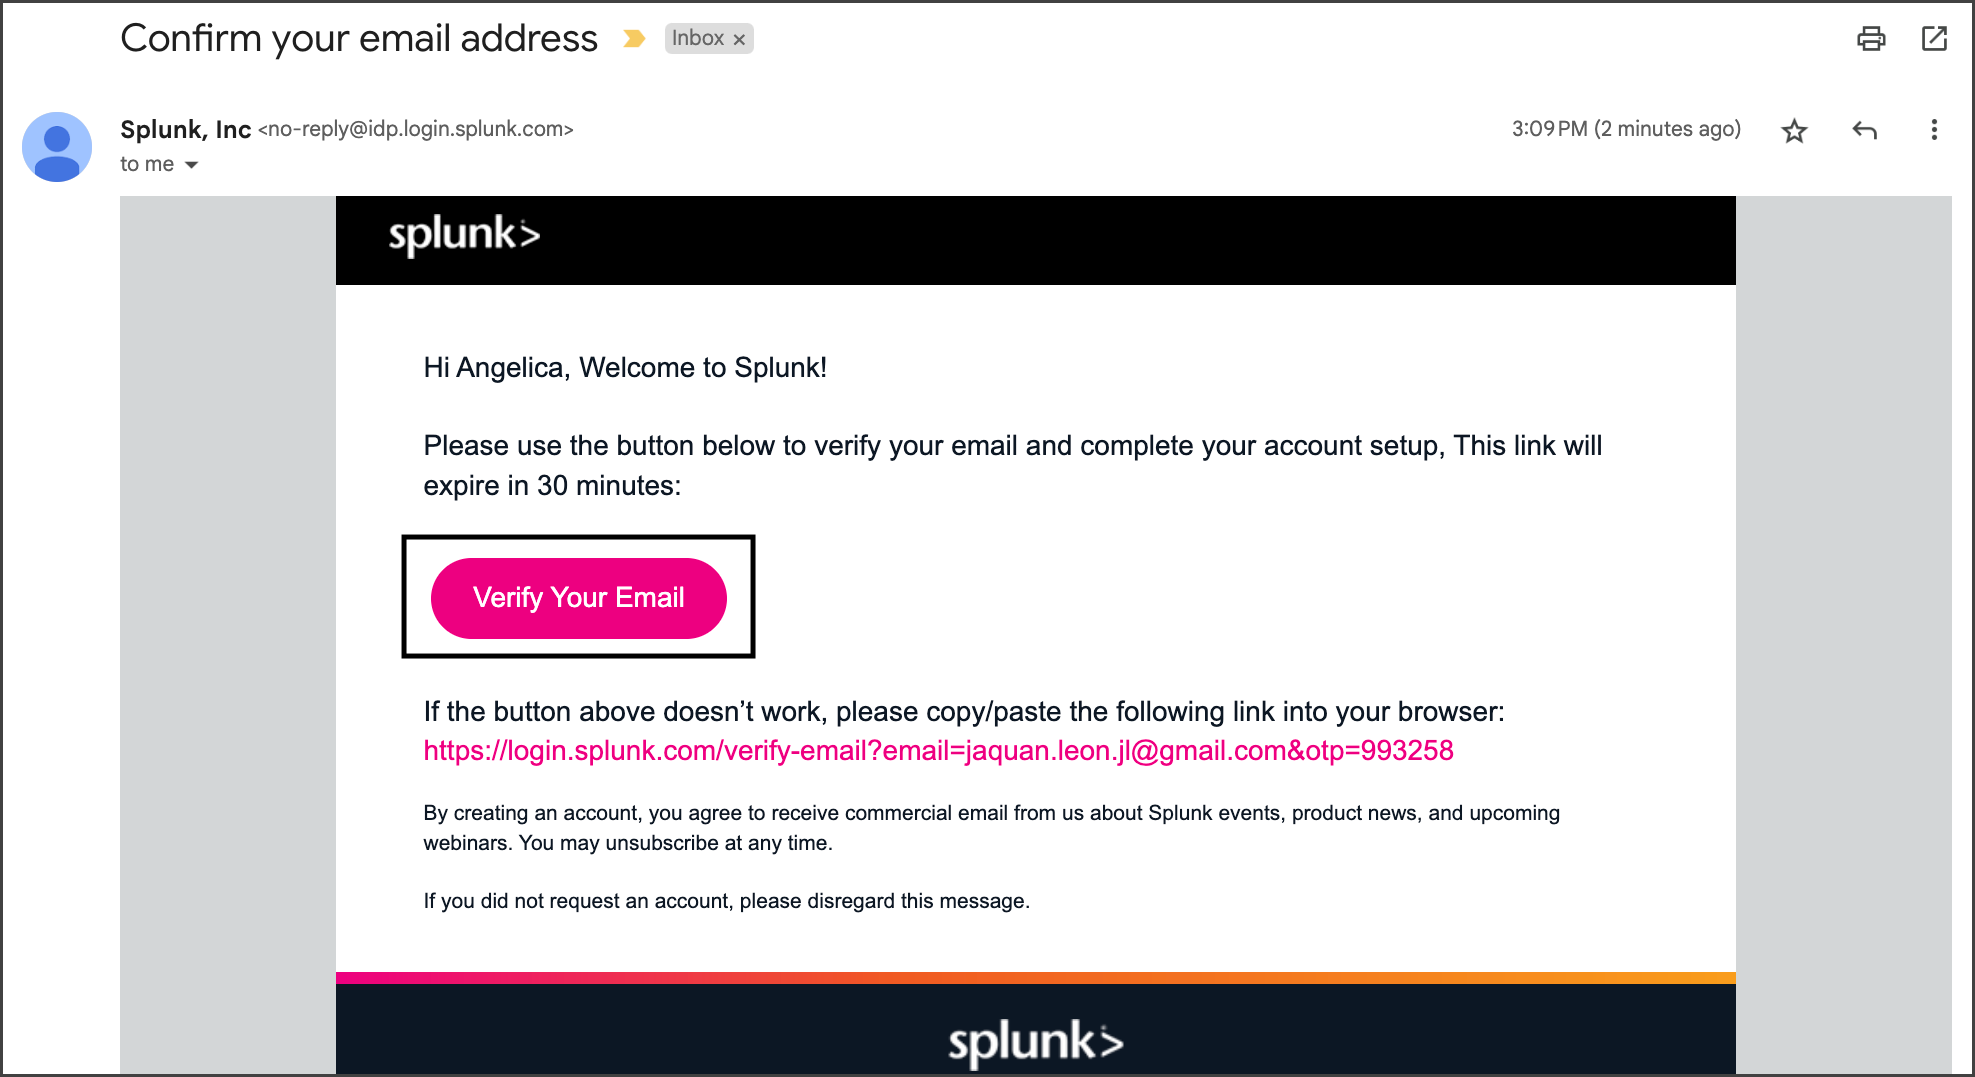 Confirm your email address
Inbox ×
Splunk, Inc <no-reply@idp.login.splunk.com>
3:09 PM (2 minutes ago)
to me
splunk>
Hi Angelica, Welcome to Splunk!
Please use the button below to verify your email and complete your account setup, This link will
expire in 30 minutes:
Verify Your Email
If the button above doesn’t work, please copy/paste the following link into your browser:
https://login.splunk.com/verify-email?email=jaquan.leon.jl@gmail.com&otp=993258
By creating an account, you agree to receive commercial email from us about Splunk events, product news, and upcoming
webinars. You may unsubscribe at any time.
If you did not request an account, please disregard this message.
splunk>